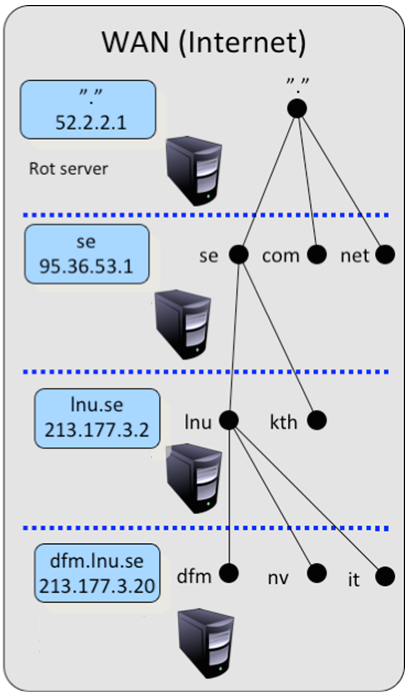 WAN (Internet)
”.”
”.”
52.2.2.1
Rot server
se
95.36.53.1
se
com
net
lnu.se
213.177.3.2
lnu
kth
dfm.lnu.se
213.177.3.20
dfm
nv
it